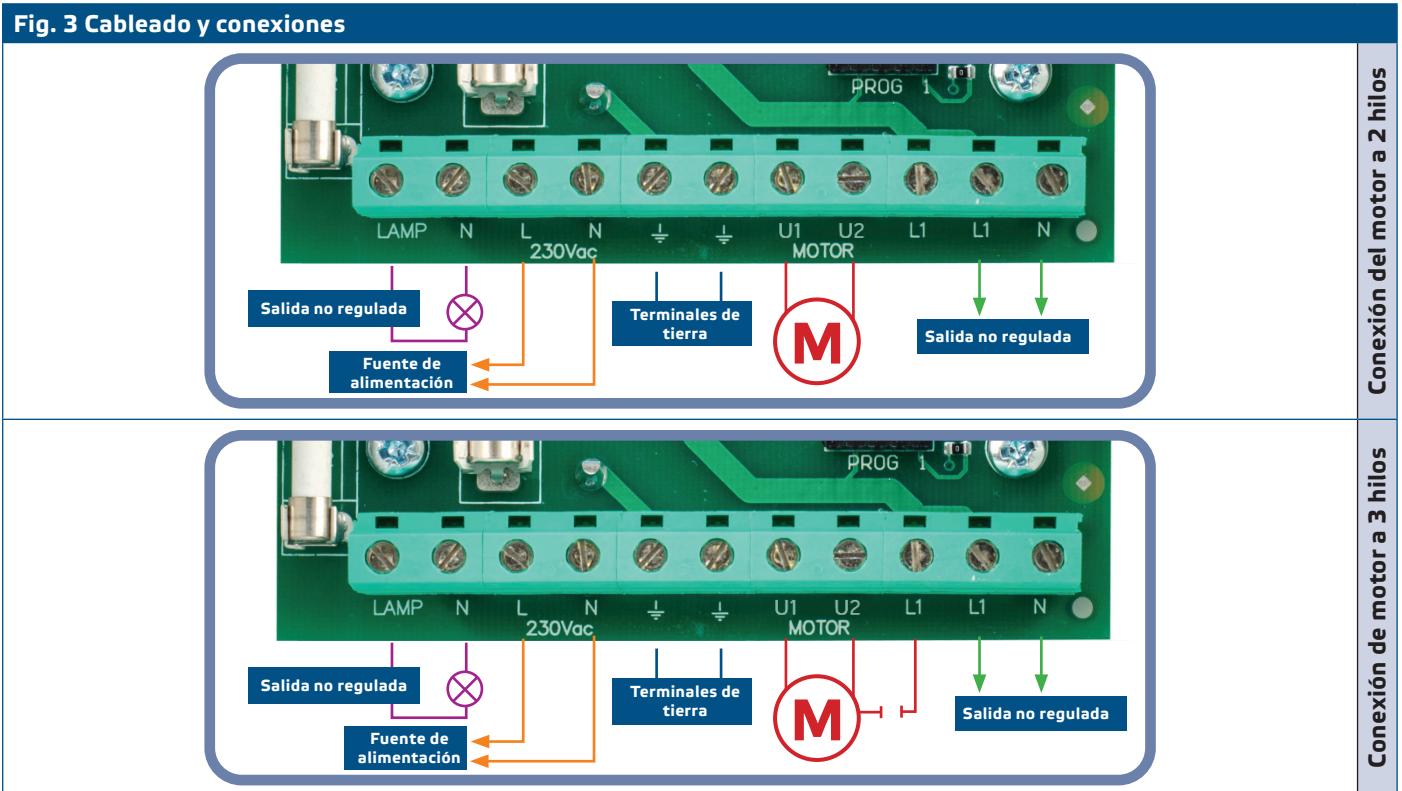 Fig. 3 Cableado y conexiones
PROG 1
0
LAMP N L N U1 U2 L1 L1 N
230Vac MOTOR
Salida no regulada
Fuente de
alimentación
Terminales de
tierra
M
Salida no regulada
Conexión del motor a 2 hilos
PROG 1
0
LAMP N L N U1 U2 L1 L1 N
230Vac MOTOR
Salida no regulada
Fuente de
alimentación
Terminales de
tierra
M
Salida no regulada
Conexión de motor a 3 hilos